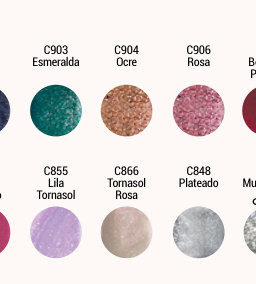 C903
Esmeralda
C904
Ocre
C906
Rosa
C855
Lila
Tornasol
C866
Tornasol
Rosa
C848
Plateado